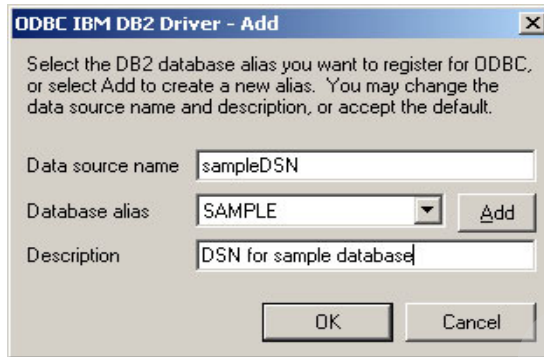 ODBC IBM DB2 Driver - Add
Select the DB2 database alias you want to register for ODBC,
or select Add to create a new alias. You may change the
data source name and description, or accept the default.
Data source name sampleDSN
Database alias SAMPLE Add
Description DSN for sample database
OK Cancel